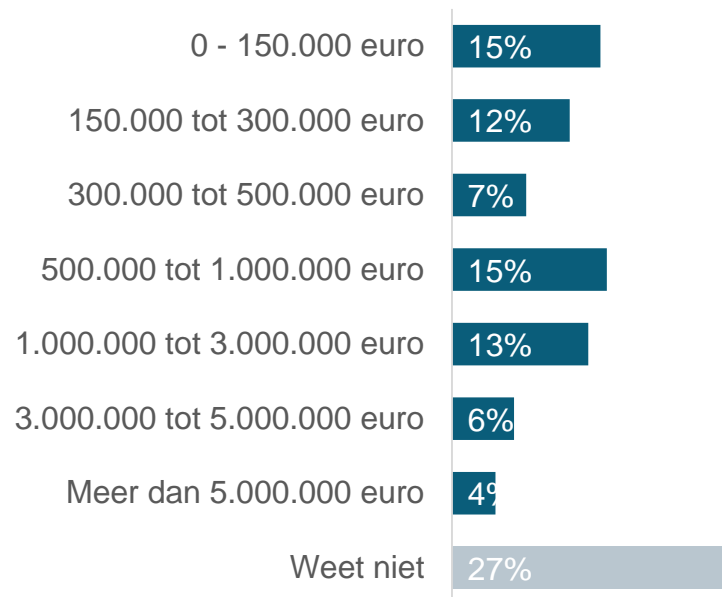 0 - 150.000 euro 15%
150.000 tot 300.000 euro 12%
300.000 tot 500.000 euro 7%
500.000 tot 1.000.000 euro 15%
1.000.000 tot 3.000.000 euro 13%
3.000.000 tot 5.000.000 euro 6%
Meer dan 5.000.000 euro 4%
Weet niet 27%